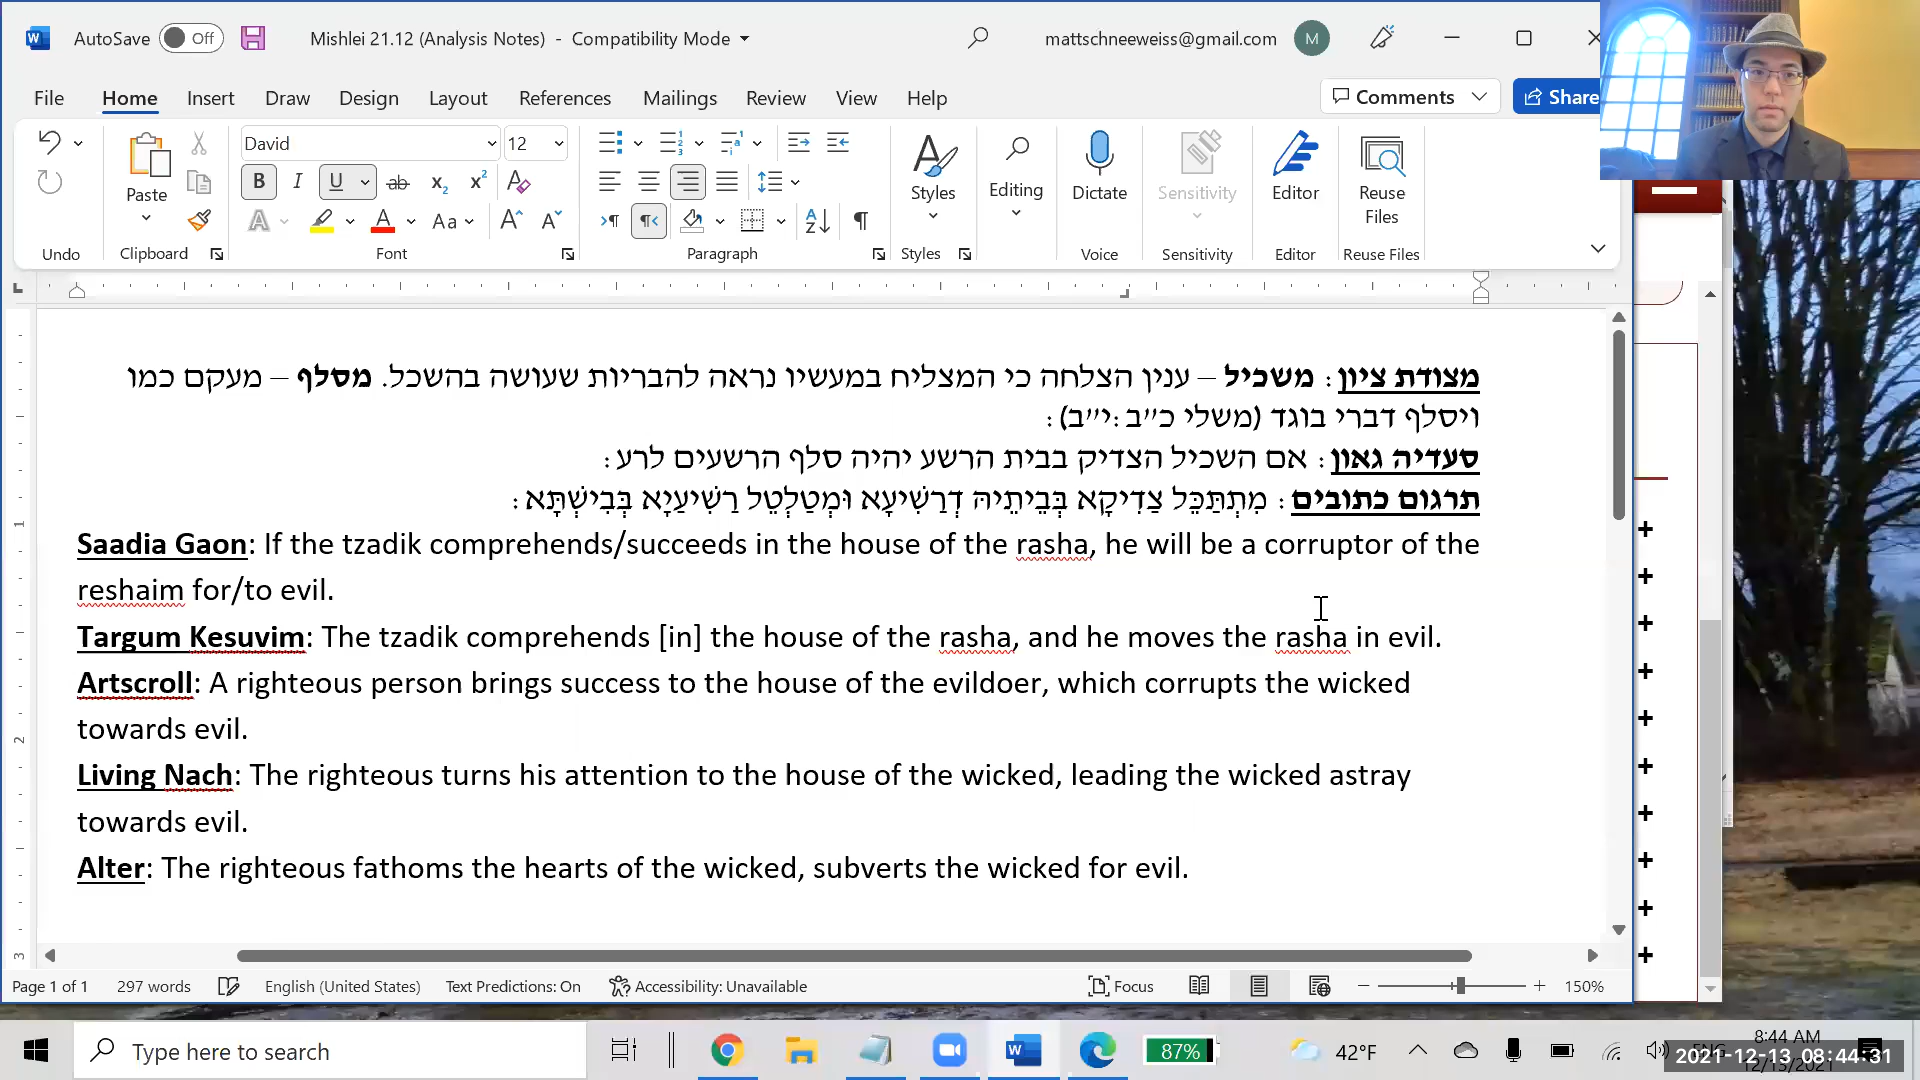 AutoSave Off Mishlei 21.12 (Analysis Notes) - Compatibility Mode mattschneeweiss@gmail.com M
File Home Insert Draw Design Layout References Mailings Review View Help Comments Share
David 12
Paste Styles Editing Dictate Sensitivity Editor Reuse Files
Undo Clipboard Font Paragraph Styles Voice Sensitivity Editor Reuse Files
מצודת ציון: משכיל – ענין הצלחה כי המצליח במעשיו נראה להבריות שעושה בהשכל. מסלף – מעקם כמו
ויסלף דברי בוגד (משלי כ״ב:י״ב):
סעדיה גאון: אם השכיל הצדיק בבית הרשע יהיה סלף הרשעים לרע:
תרגום כתובים: מִתְתַּכֵּל צַדִיקָא בְּבֵיתֵיהּ דְרַשִׁיעָא וּמְטַלְטֵל רַשִׁיעַיָא בְּבִישְׁתָּא:
Saadia Gaon: If the tzadik comprehends/succeeds in the house of the rasha, he will be a corruptor of the
reshaim for/to evil.
Targum Kesuvim: The tzadik comprehends [in] the house of the rasha, and he moves the rasha in evil.
Artscroll: A righteous person brings success to the house of the evildoer, which corrupts the wicked
towards evil.
Living Nach: The righteous turns his attention to the house of the wicked, leading the wicked astray
towards evil.
Alter: The righteous fathoms the hearts of the wicked, subverts the wicked for evil.
Page 1 of 1 297 words English (United States) Text Predictions: On Accessibility: Unavailable Focus 150%
Type here to search 87% 42°F 8:44 AM
2021-12-13 08:44:31